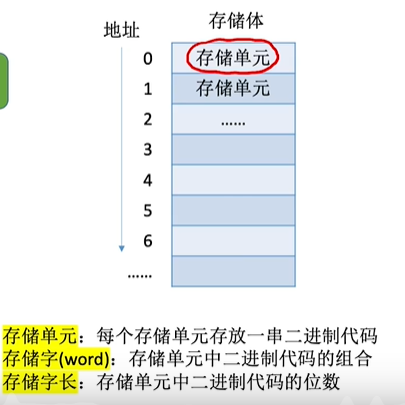 存储体
地址
0 存储单元
1 存储单元
2 ......
3
4
5
6
......
存储单元：每个存储单元存放一串二进制代码
存储字(word)：存储单元中二进制代码的组合
存储字长：存储单元中二进制代码的位数